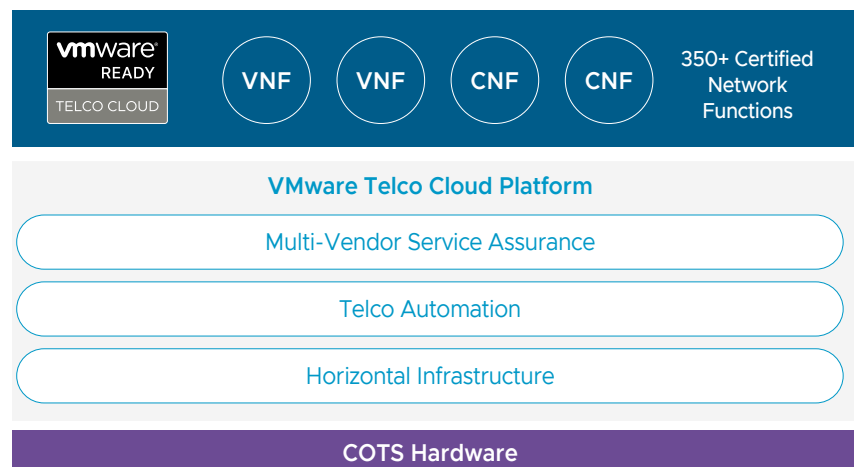 vmware®
READY
TELCO CLOUD
VNF
VNF
CNF
CNF
350+ Certified
Network
Functions
VMware Telco Cloud Platform
Multi-Vendor Service Assurance
Telco Automation
Horizontal Infrastructure
COTS Hardware